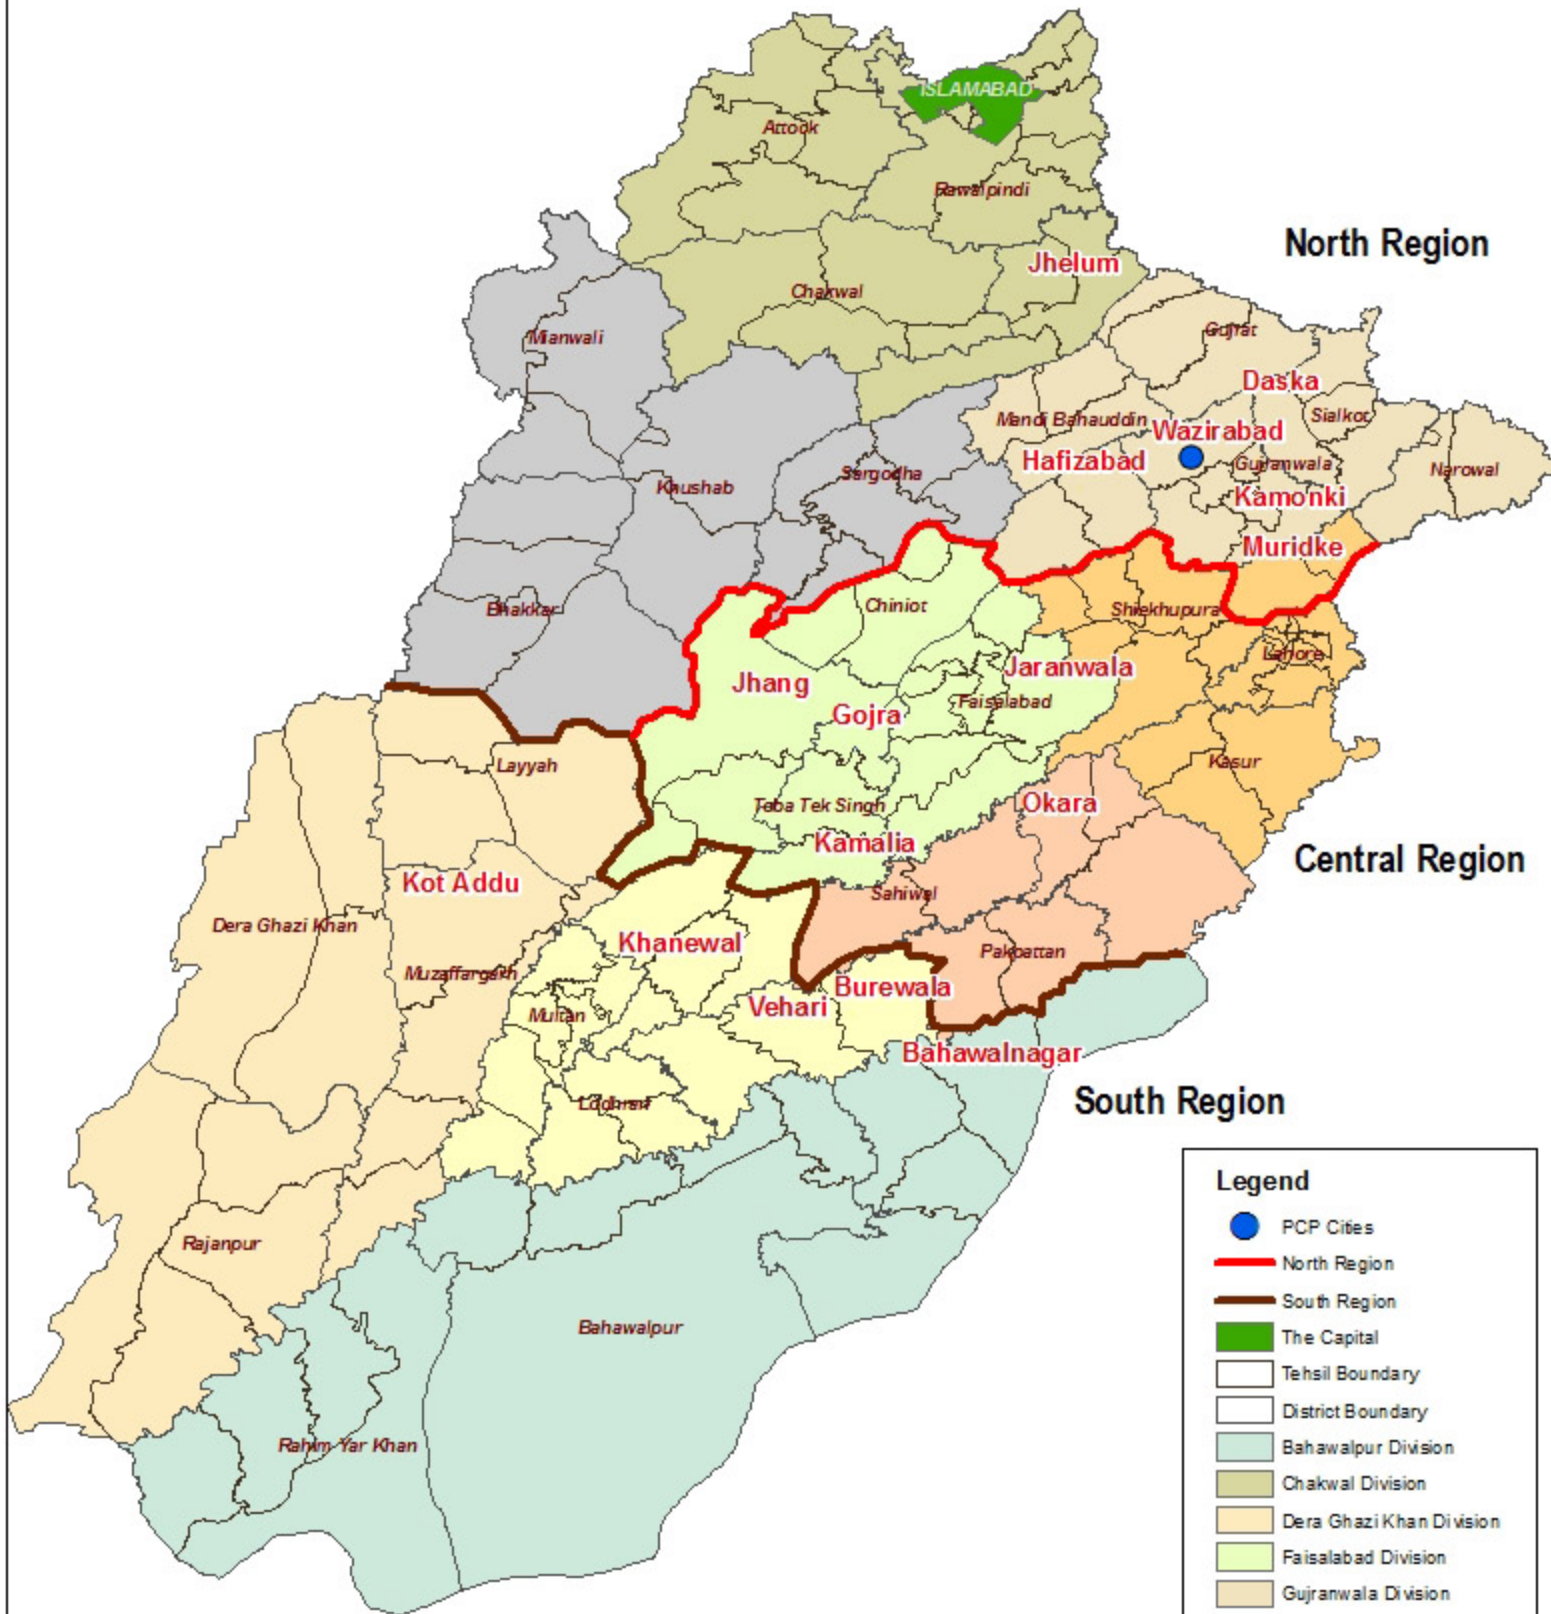 ISLAMABAD
Attock
Rawalpindi
North Region
Jhelum
Chakwal
Mianwali
Gujrat
Daska
Mandi Bahauddin
Sialkot
Wazirabad
Hafizabad
Gujranwala
Narowal
Sargodha
Khushab
Kamonki
Muridke
Bhakkar
Chiniot
Shiekhupura
Lahore
Jaranwala
Jhang
Faisalabad
Gojra
Layyah
Kasur
Toba Tek Singh
Okara
Kamalia
Central Region
Kot Addu
Sahiwal
Dera Ghazi Khan
Khanewal
Pakpattan
Muzaffargarh
Burewala
Vehari
Multan
Bahawalnagar
South Region
Lodhran
Rajanpur
Bahawalpur
Rahim Yar Khan
Legend
PCP Cities
North Region
South Region
The Capital
Tehsil Boundary
District Boundary
Bahawalpur Division
Chakwal Division
Dera Ghazi Khan Division
Faisalabad Division
Gujranwala Division